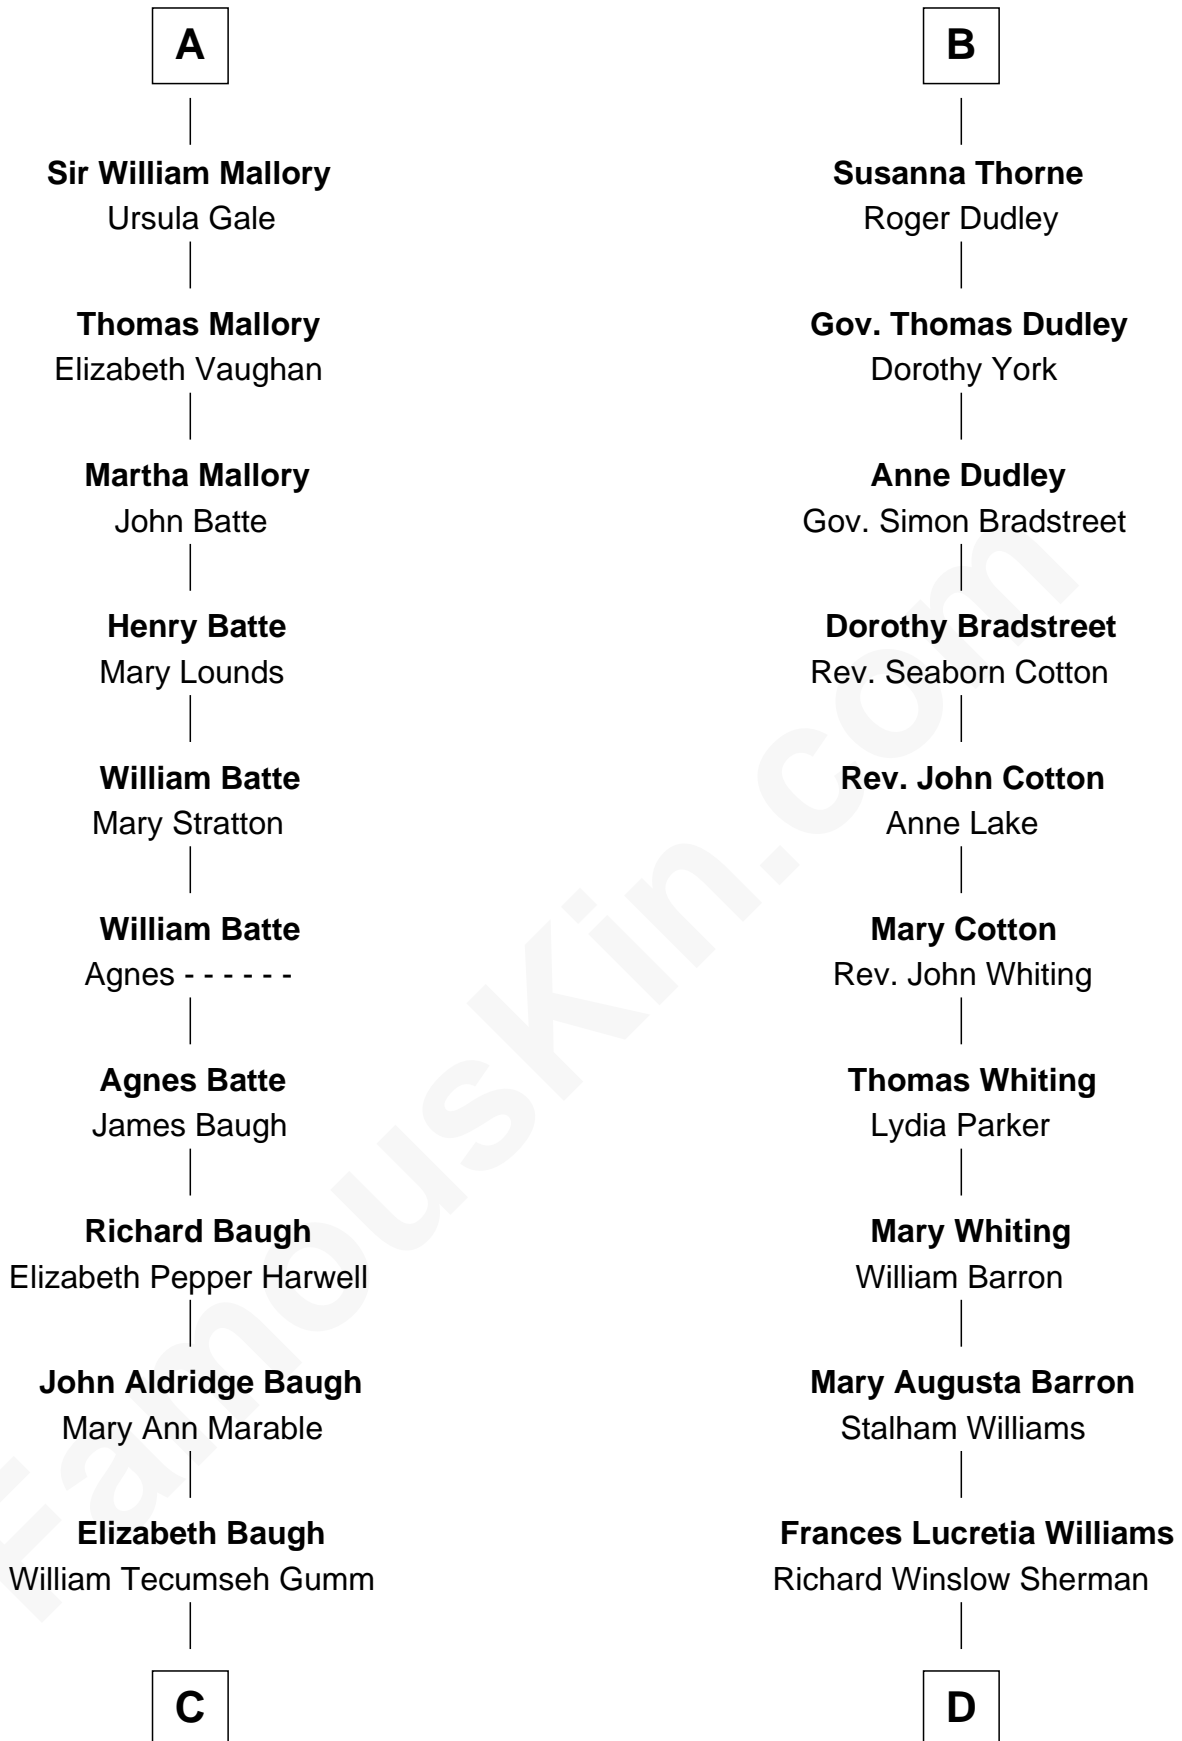 A
Sir William Mallory
Ursula Gale
Thomas Mallory
Elizabeth Vaughan
Martha Mallory
John Batte
Henry Batte
Mary Lounds
William Batte
Mary Stratton
William Batte
Agnes - - - - - -
Agnes Batte
James Baugh
Richard Baugh
Elizabeth Pepper Harwell
John Aldridge Baugh
Mary Ann Marable
Elizabeth Baugh
William Tecumseh Gumm
C
B
Susanna Thorne
Roger Dudley
Gov. Thomas Dudley
Dorothy York
Anne Dudley
Gov. Simon Bradstreet
Dorothy Bradstreet
Rev. Seaborn Cotton
Rev. John Cotton
Anne Lake
Mary Cotton
Rev. John Whiting
Thomas Whiting
Lydia Parker
Mary Whiting
William Barron
Mary Augusta Barron
Stalham Williams
Frances Lucretia Williams
Richard Winslow Sherman
D
FamousKin.com